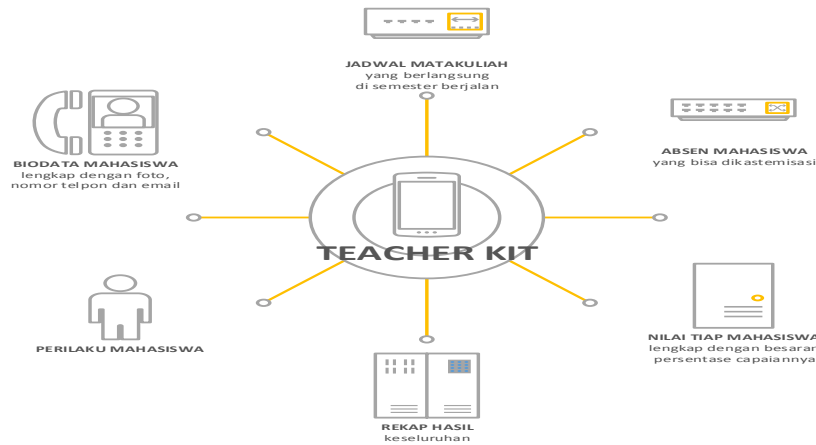 JADWAL MATAKULIAH
yang berlangsung
di semester berjalan
BIODATA MAHASISWA
lengkap dengan foto,
nomor telpon dan email
ABSEN MAHASISWA
yang bisa dikastemisasi
TEACHER KIT
PERILAKU MAHASISWA
NILAI TIAP MAHASISWA
lengkap dengan besaran
persentase capaiannya
REKAP HASIL
keseluruhan